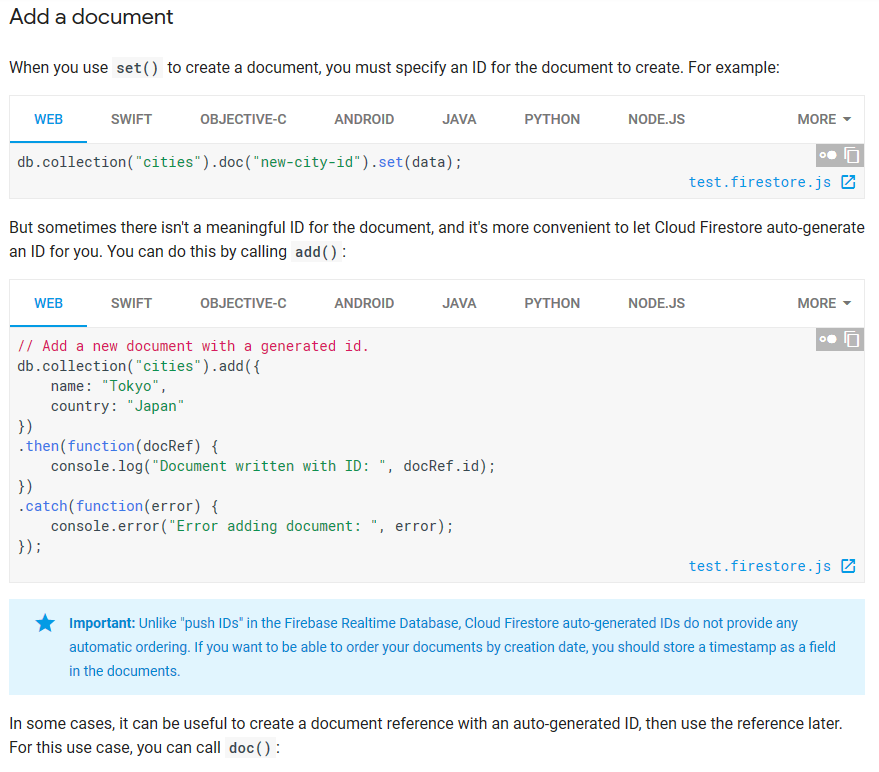 Add a document
When you use set() to create a document, you must specify an ID for the document to create. For example:
WEB SWIFT OBJECTIVE-C ANDROID JAVA PYTHON NODE.JS MORE
db.collection("cities").doc("new-city-id").set(data);
test.firestore.js
But sometimes there isn't a meaningful ID for the document, and it's more convenient to let Cloud Firestore auto-generate
an ID for you. You can do this by calling add() :
WEB SWIFT OBJECTIVE-C ANDROID JAVA PYTHON NODE.JS MORE
// Add a new document with a generated id.
db.collection("cities").add({
    name: "Tokyo",
    country: "Japan"
})
.then(function(docRef) {
    console.log("Document written with ID: ", docRef.id);
})
.catch(function(error) {
    console.error("Error adding document: ", error);
});
test.firestore.js
Important: Unlike "push IDs" in the Firebase Realtime Database, Cloud Firestore auto-generated IDs do not provide any
automatic ordering. If you want to be able to order your documents by creation date, you should store a timestamp as a field
in the documents.
In some cases, it can be useful to create a document reference with an auto-generated ID, then use the reference later.
For this use case, you can call doc() :